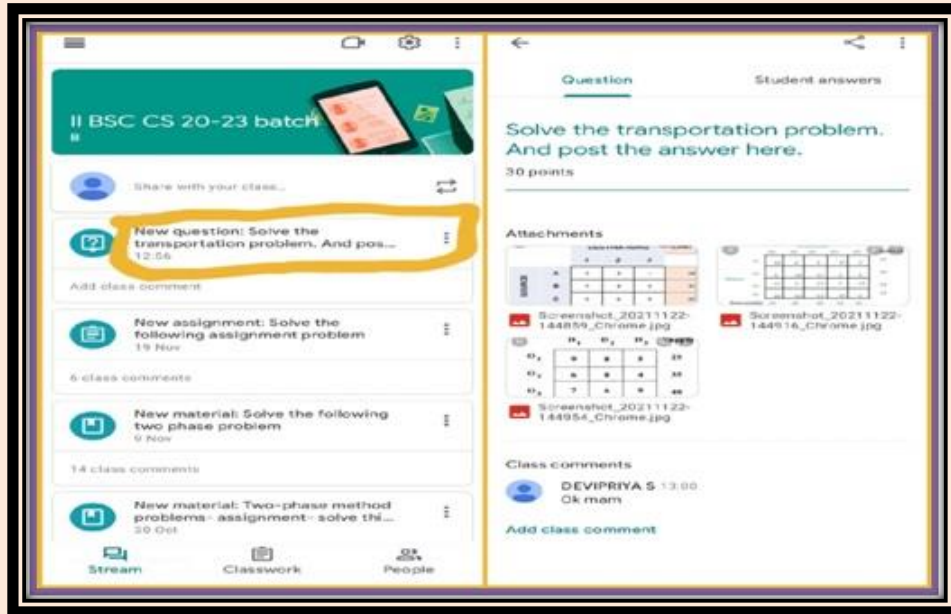 II BSC CS 20-23 batch
II
Share with your class...
New question: Solve the
transportation problem. And pos...
12:56
Add class comment
New assignment: Solve the
following assignment problem
19 Nov
6 class comments
New material: Solve the following
two phase problem
9 Nov
14 class comments
New material: Two-phase method
problems- assignment- solve thi...
30 Oct
Stream
Classwork
People
Question
Student answers
Solve the transportation problem.
And post the answer here.
30 points
Attachments
Screenshot_20211122-
144859_Chrome.jpg
Screenshot_20211122-
144916_Chrome.jpg
Screenshot_20211122-
144954_Chrome.jpg
Class comments
DEVIPRIYA S 13:00
Ok mam
Add class comment